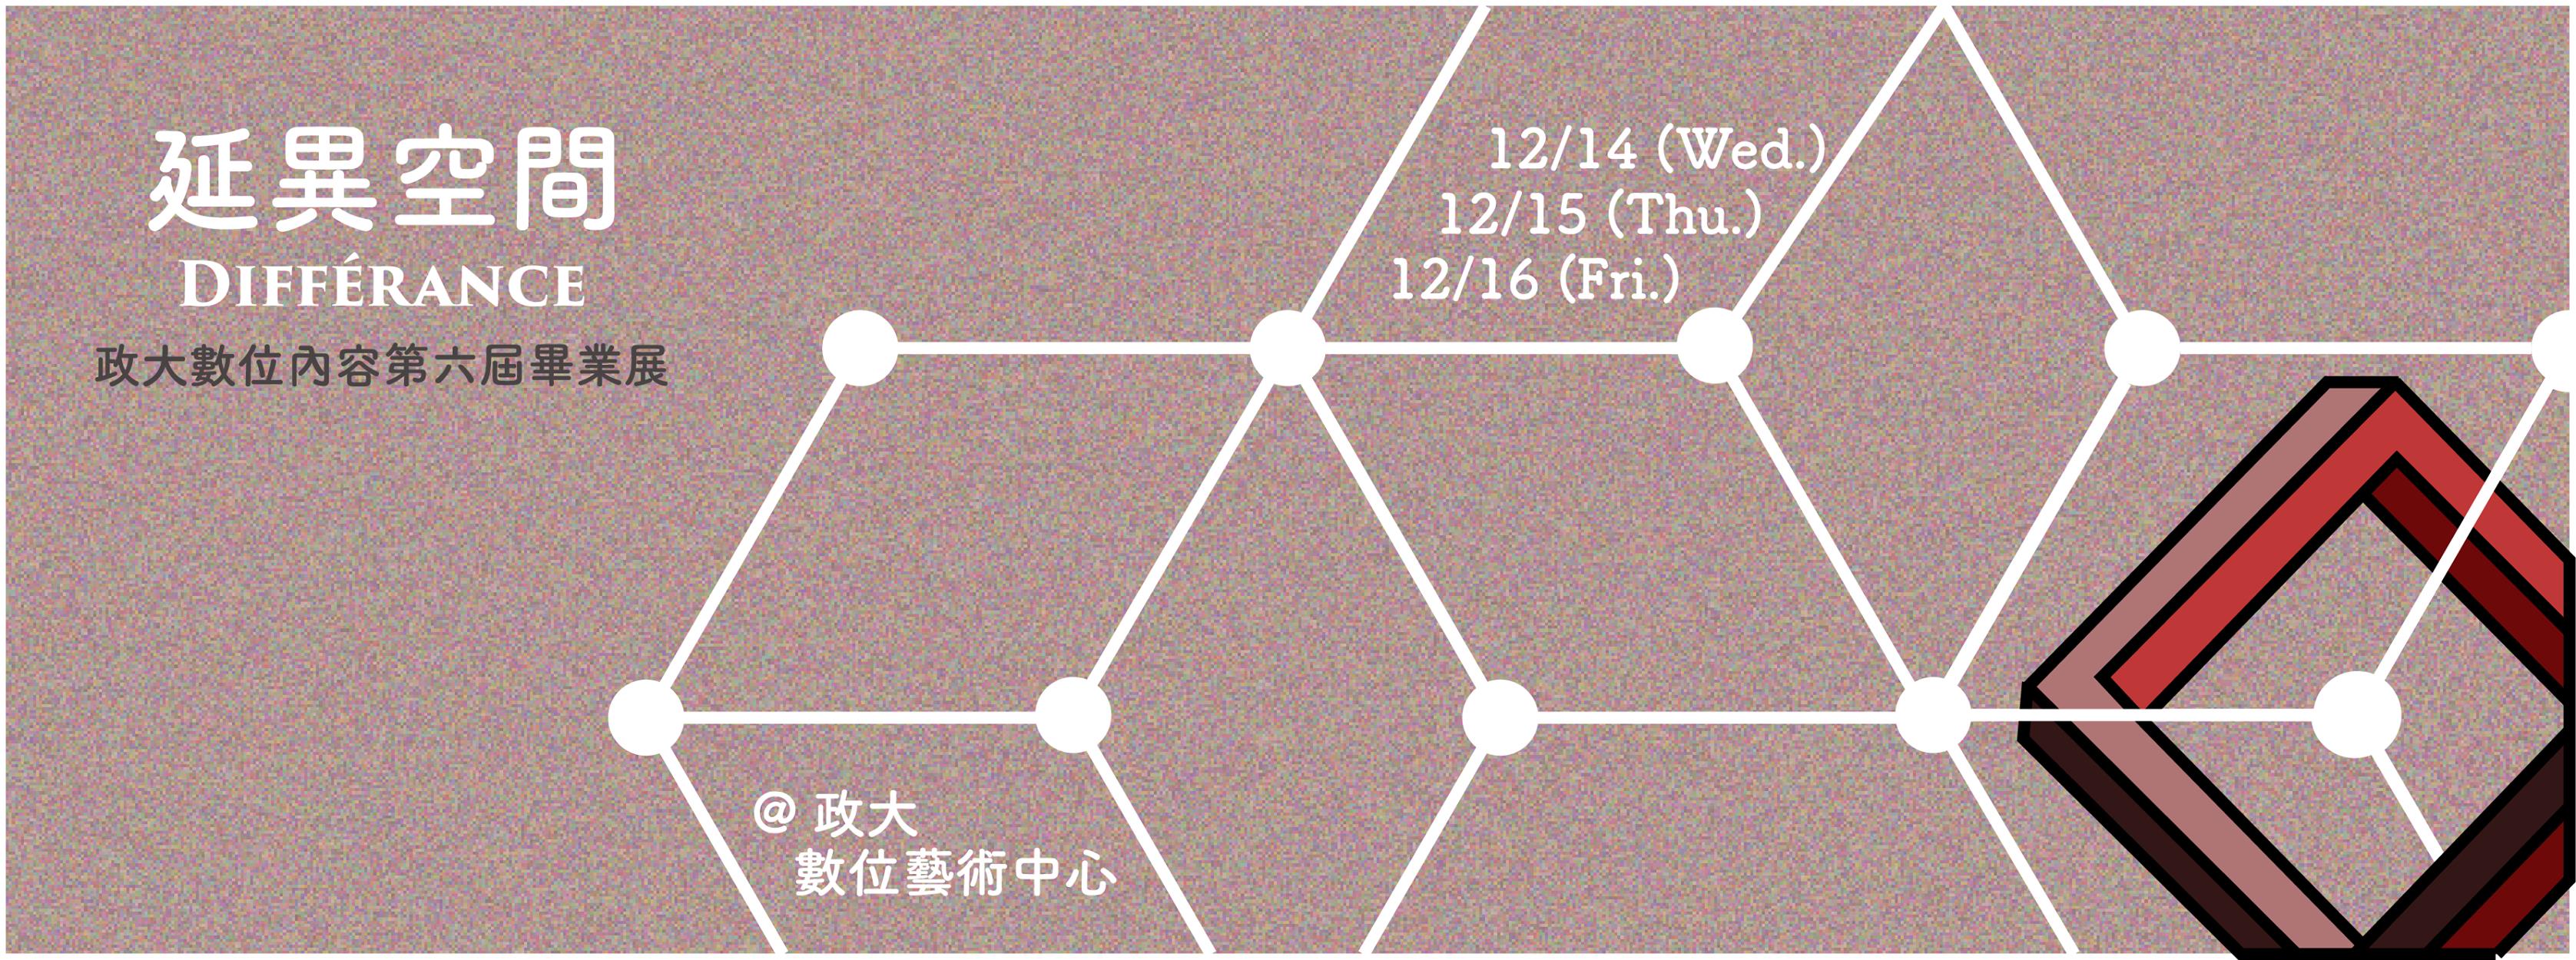 延異空間
DIFFÉRANCE
政大數位內容第六屆畢業展
12/14 (Wed.)
12/15 (Thu.)
12/16 (Fri.)
@ 政大
數位藝術中心